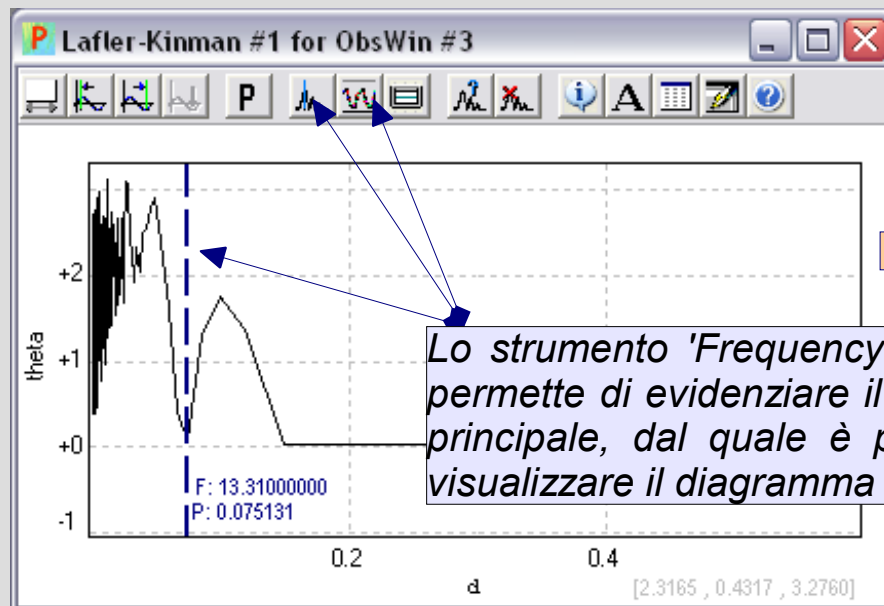 Lafler-Kinman #1 for ObsWin #3
P
A
theta
+2
+1
+0
-1
F: 13.31000000
P: 0.075131
0.2
0.4
d
[2.3165 , 0.4317 , 3.2760]
Lo strumento 'Frequency
permette di evidenziare il
principale, dal quale è p
visualizzare il diagramma